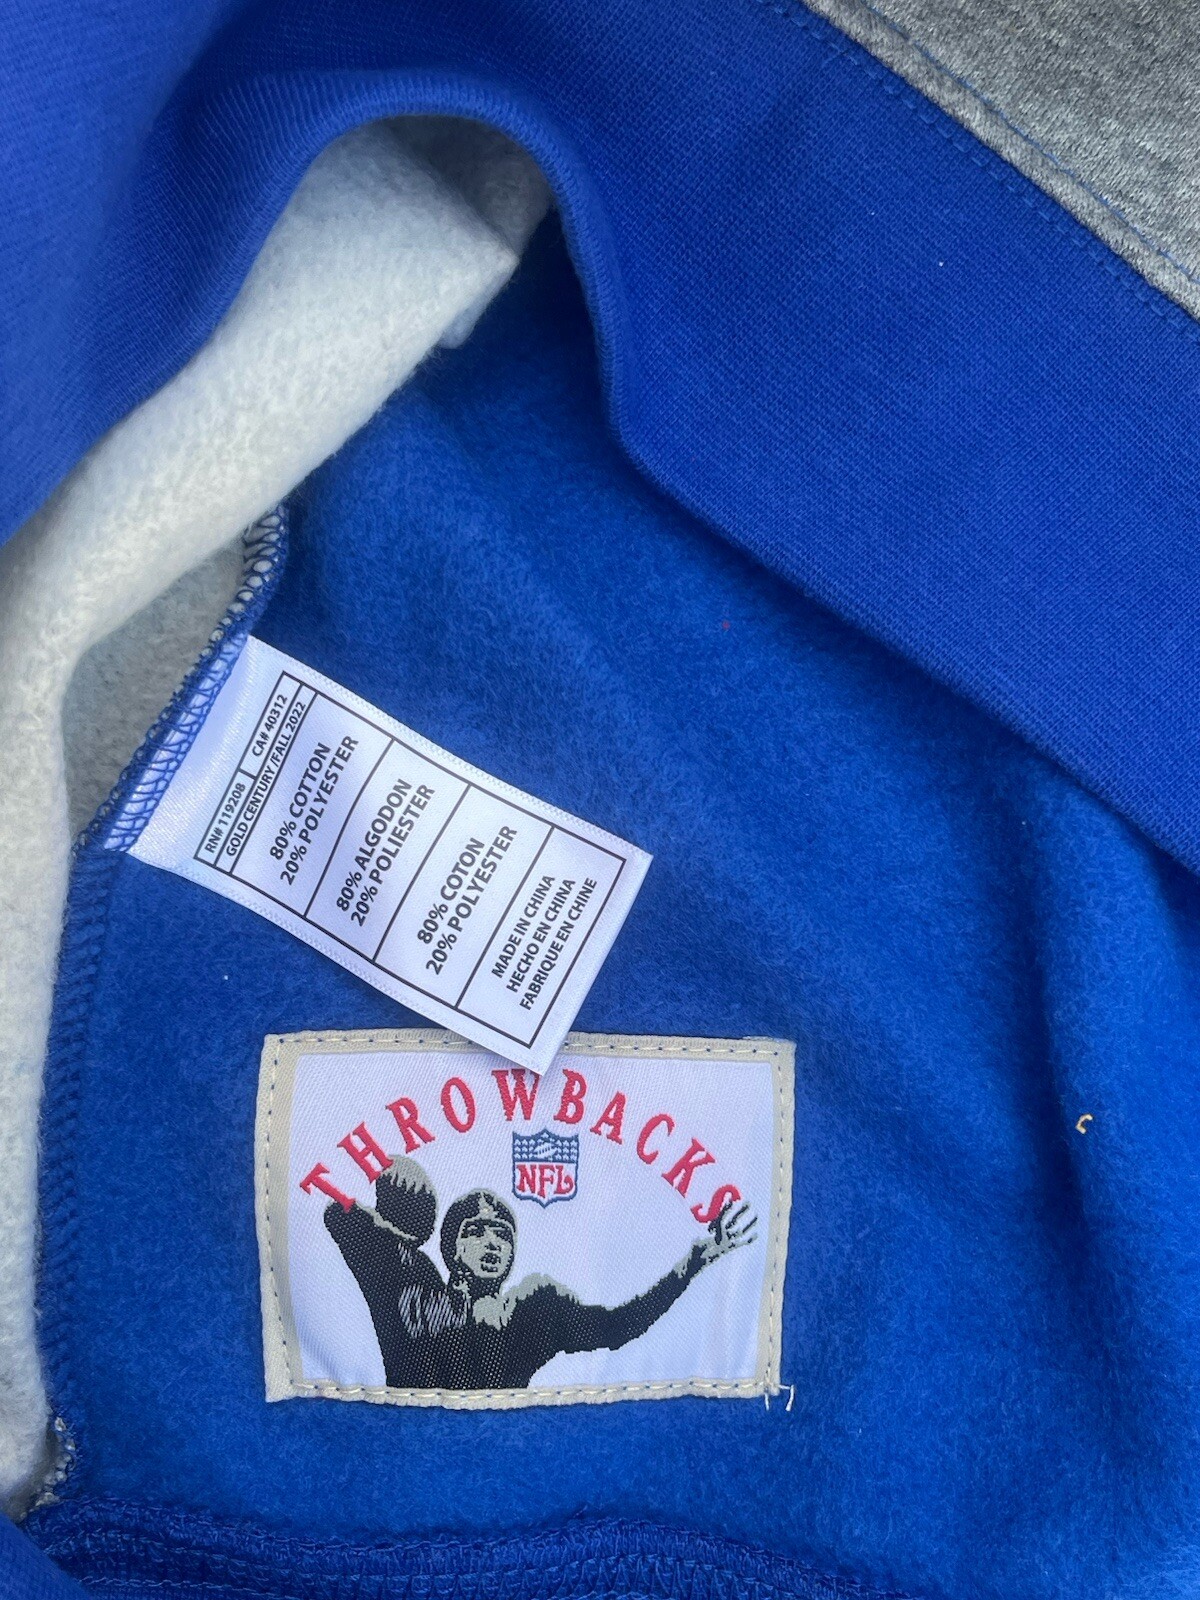 RN# 119208 CA# 40312
GOLD CENTURY /FALL 2022
80% COTTON
20% POLYESTER
80% ALGODON
20% POLIESTER
80% COTON
20% POLYESTER
MADE IN CHINA
HECHO EN CHINA
FABRIQUE EN CHINE
THROWBACKS
NFL